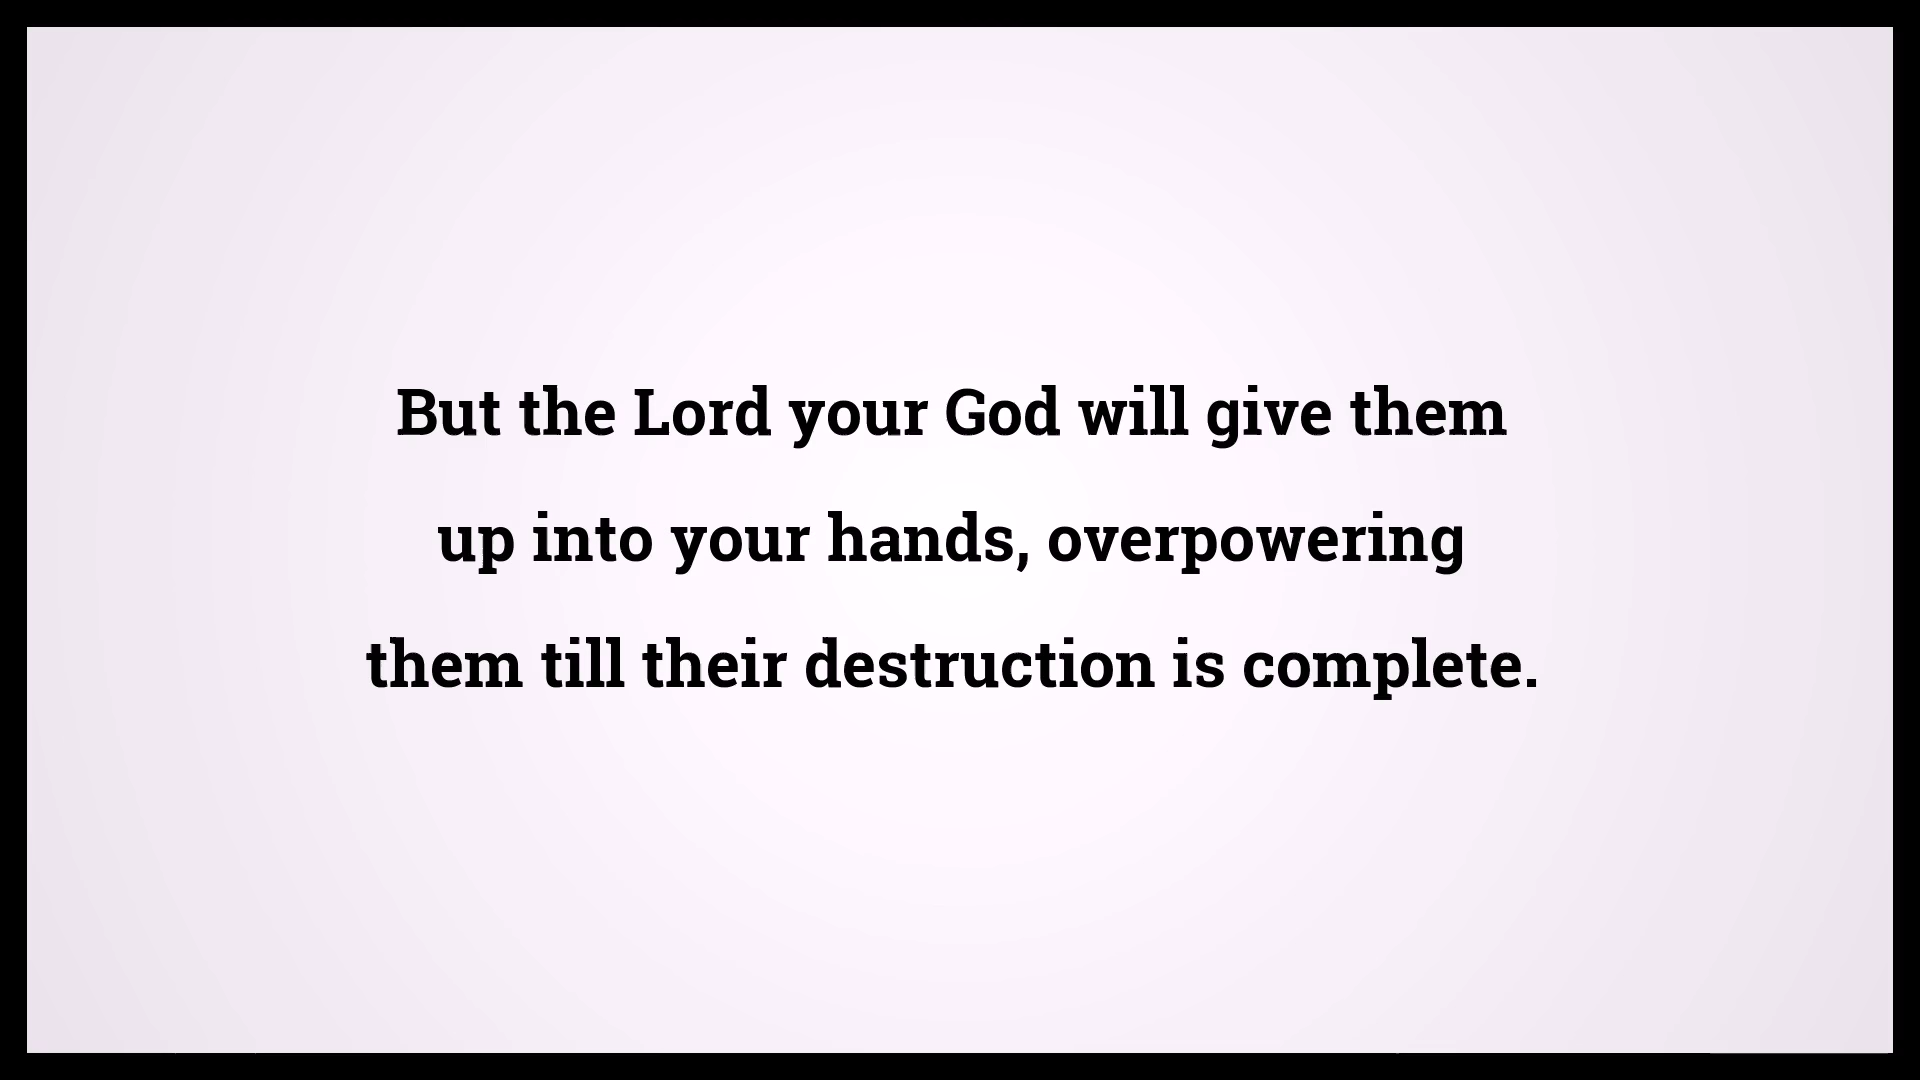 But the Lord your God will give them
up into your hands, overpowering
them till their destruction is complete.